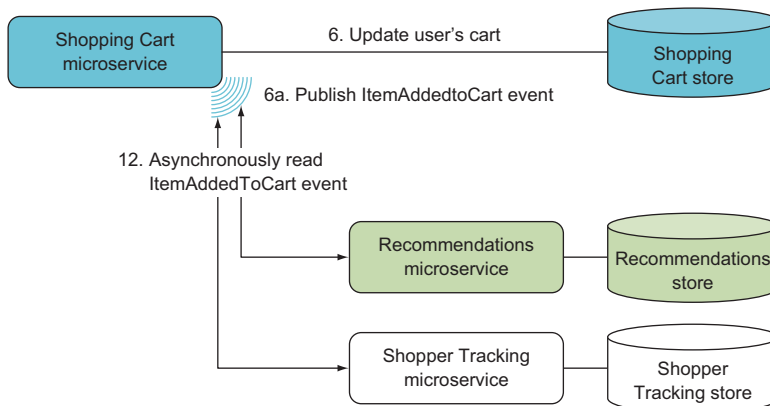 Shopping Cart
microservice
6. Update user's cart
Shopping
Cart store
6a. Publish ItemAddedtoCart event
12. Asynchronously read
ItemAddedToCart event
Recommendations
microservice
Recommendations
store
Shopper Tracking
microservice
Shopper
Tracking store